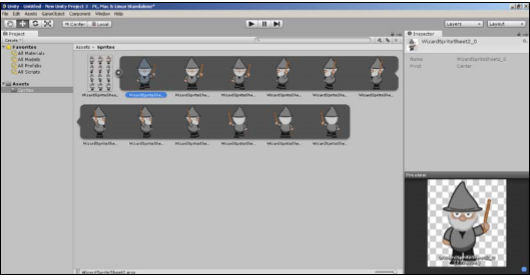 Unity - Untitled - New Unity Project 3 - PC, Mac & Linux Standalone*
File Edit Assets GameObject Component Window Help
Center Local
Layers Layout
Project
Create
Favorites
All Materials
All Models
All Prefabs
All Scripts
Assets
Sprites
Assets Sprites
WizardSpriteShee... WizardSpriteShe... WizardSpriteShe... WizardSpriteShe... WizardSpriteShe... WizardSpriteShe... WizardSpriteShe...
WizardSpriteShe... WizardSpriteShe... WizardSpriteShe... WizardSpriteShe... WizardSpriteShe... WizardSpriteShe...
WizardSpriteSheet2.png
Inspector
WizardSpriteSheet2_0
Name WizardSpriteSheet2_0
Pivot Center
Preview
WizardSpriteSheet2_0